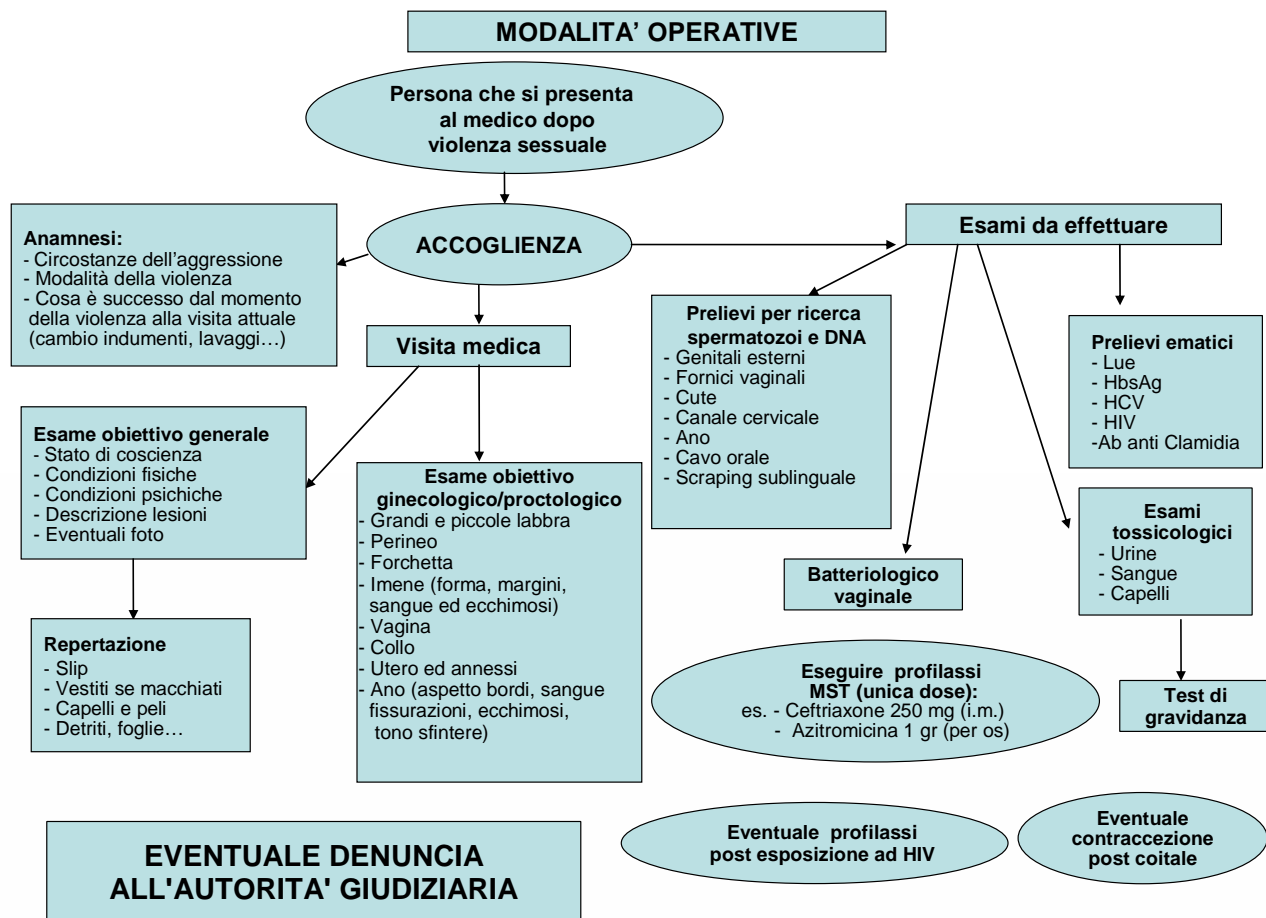 MODALITA' OPERATIVE
Persona che si presenta
al medico dopo
violenza sessuale
ACCOGLIENZA
Anamnesi:
- Circostanze dell'aggressione
- Modalità della violenza
- Cosa è successo dal momento
della violenza alla visita attuale
(cambio indumenti, lavaggi…)
Visita medica
Esame obiettivo generale
- Stato di coscienza
- Condizioni fisiche
- Condizioni psichiche
- Descrizione lesioni
- Eventuali foto
Repertazione
- Slip
- Vestiti se macchiati
- Capelli e peli
- Detriti, foglie…
Esame obiettivo
ginecologico/proctologico
- Grandi e piccole labbra
- Perineo
- Forchetta
- Imene (forma, margini,
sangue ed ecchimosi)
- Vagina
- Collo
- Utero ed annessi
- Ano (aspetto bordi, sangue
fissurazioni, ecchimosi,
tono sfintere)
Esami da effettuare
Prelievi per ricerca
spermatozoi e DNA
- Genitali esterni
- Fornici vaginali
- Cute
- Canale cervicale
- Ano
- Cavo orale
- Scraping sublinguale
Batteriologico
vaginale
Prelievi ematici
- Lue
- HbsAg
- HCV
- HIV
-Ab anti Clamidia
Esami
tossicologici
- Urine
- Sangue
- Capelli
Test di
gravidanza
Eseguire profilassi
MST (unica dose):
es. - Ceftriaxone 250 mg (i.m.)
- Azitromicina 1 gr (per os)
Eventuale profilassi
post esposizione ad HIV
Eventuale
contraccezione
post coitale
EVENTUALE DENUNCIA
ALL'AUTORITA' GIUDIZIARIA